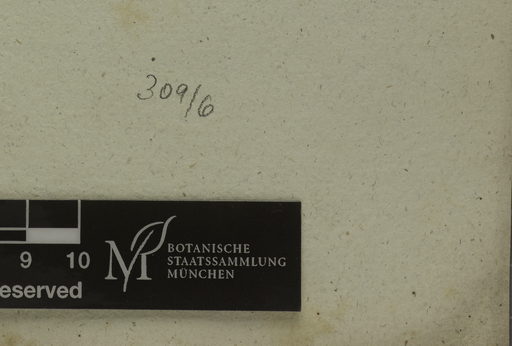 309/6
9 10
eserved
BOTANISCHE
STAATSSAMMLUNG
MÜNCHEN